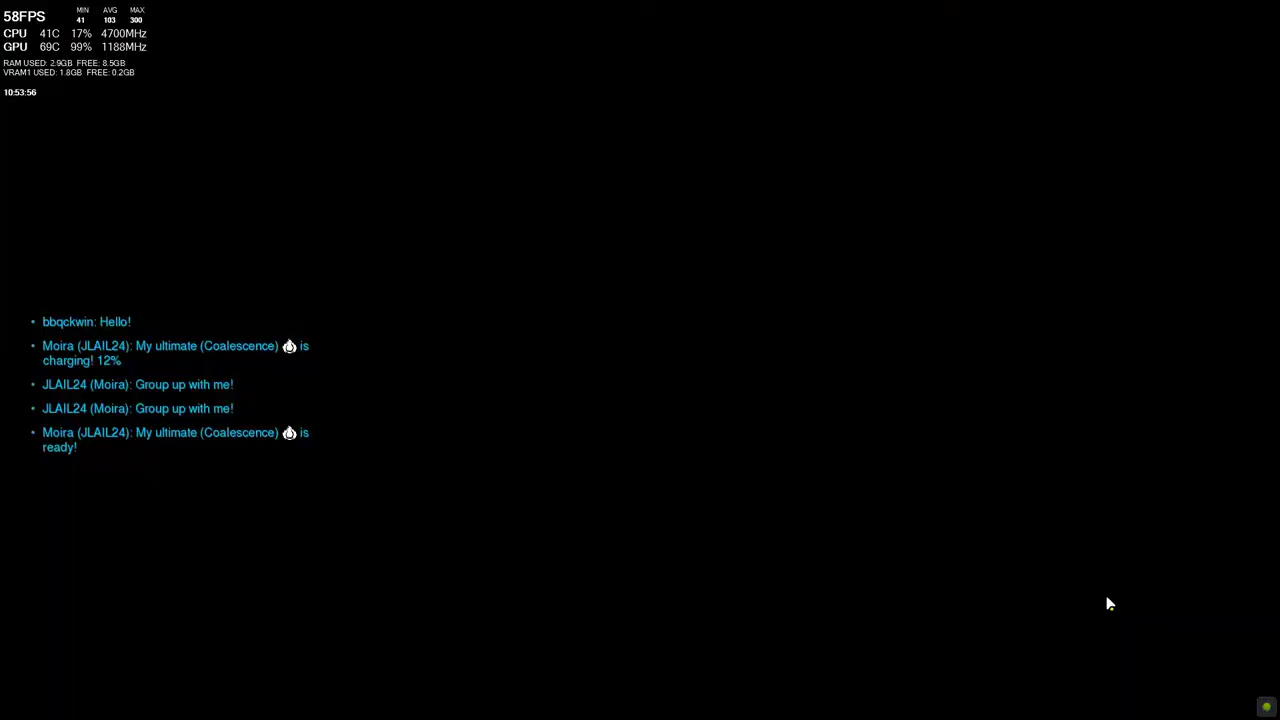 58FPS MIN AVG MAX
41 103 300
CPU 41C 17% 4700MHz
GPU 69C 99% 1188MHz
RAM USED: 2.9GB FREE: 8.5GB
VRAM1 USED: 1.8GB FREE: 0.2GB
10:53:56
• bbqckwin: Hello!
• Moira (JLAIL24): My ultimate (Coalescence) is
charging! 12%
• JLAIL24 (Moira): Group up with me!
• JLAIL24 (Moira): Group up with me!
• Moira (JLAIL24): My ultimate (Coalescence) is
ready!